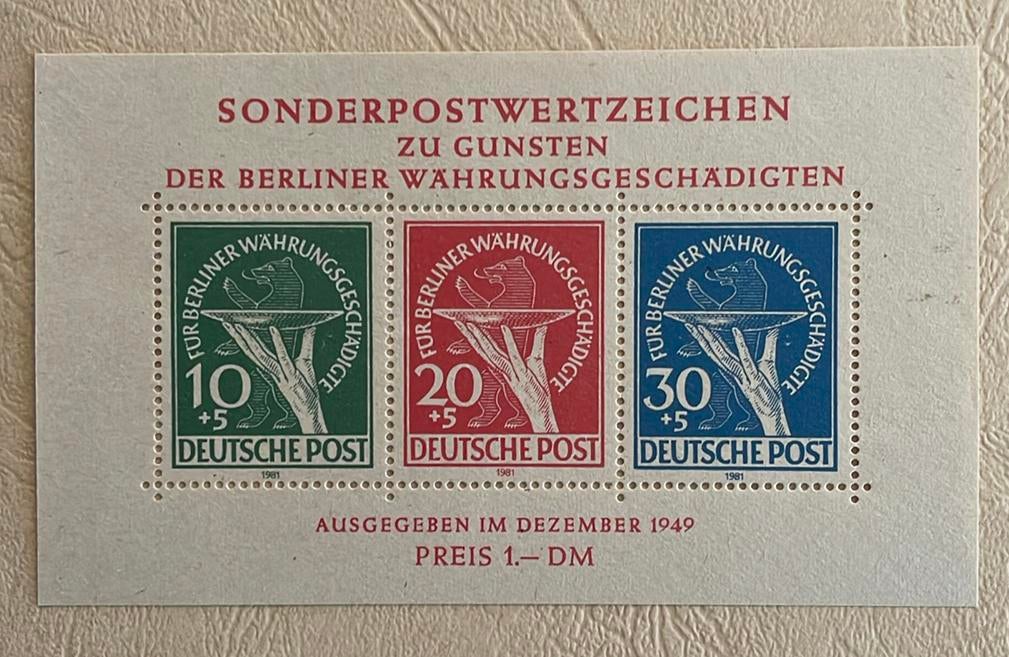 SONDERPOSTWERTZEICHEN
ZU GUNSTEN
DER BERLINER WÄHRUNGSGESCHÄDIGTEN
FÜR BERLINER WÄHRUNGSGESCHÄDIGTE
10
+5
DEUTSCHE POST
1981
FÜR BERLINER WÄHRUNGSGESCHÄDIGTE
20
+5
DEUTSCHE POST
1981
FÜR BERLINER WÄHRUNGSGESCHÄDIGTE
30
+5
DEUTSCHE POST
1981
AUSGEGEBEN IM DEZEMBER 1949
PREIS 1.— DM